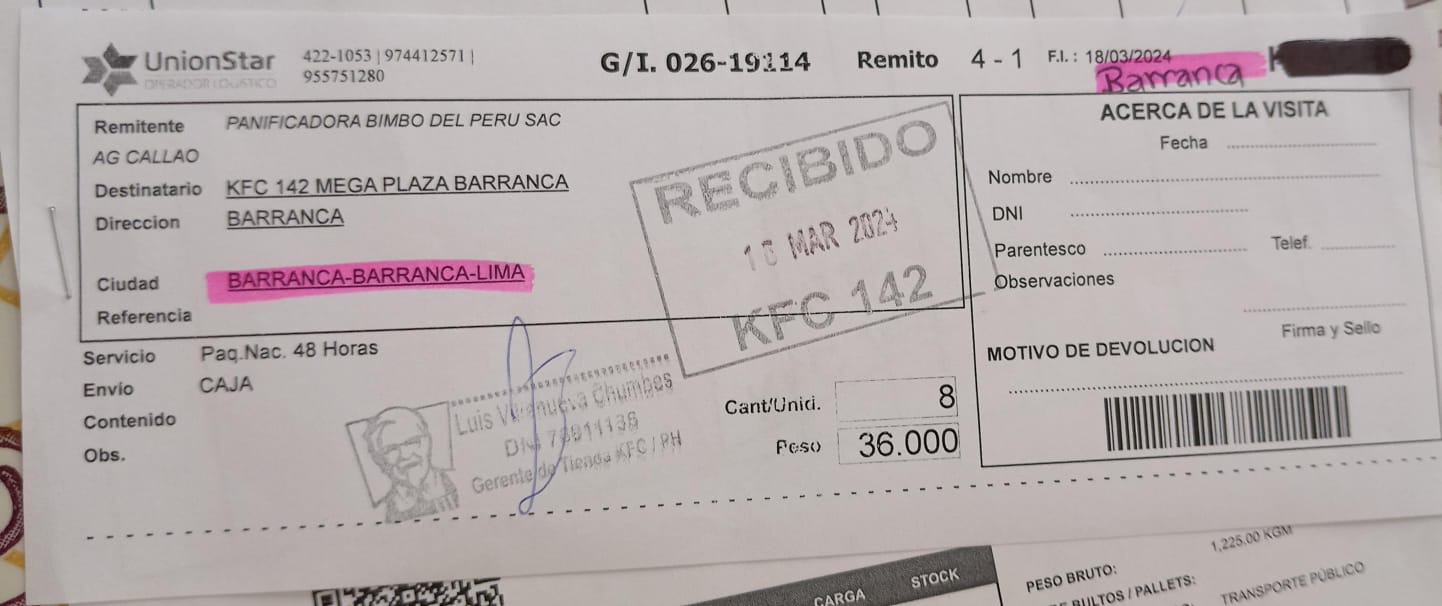 UnionStar
OPERADOR LOGISTICO
422-1053 | 974412571 |
955751280
G/I. 026-19114 Remito 4 - 1 F.I. : 18/03/2024
Barranca
Remitente PANIFICADORA BIMBO DEL PERU SAC
AG CALLAO
Destinatario KFC 142 MEGA PLAZA BARRANCA
Direccion BARRANCA
Ciudad BARRANCA-BARRANCA-LIMA
Referencia
Servicio Paq.Nac. 48 Horas
Envío CAJA
Contenido
Obs.
RECIBIDO
MAR 2024
KFC 142
Luis Chumbes
DNI
Gerente de Tienda KFC / PH
Cant/Unid. 8
Peso 36.000
ACERCA DE LA VISITA
Fecha
Nombre
DNI
Parentesco Telef.
Observaciones
Firma y Sello
MOTIVO DE DEVOLUCION
CARGA STOCK
PESO BRUTO: 1,225.00 KGM
BULTOS / PALLETS:
TRANSPORTE PÚBLICO